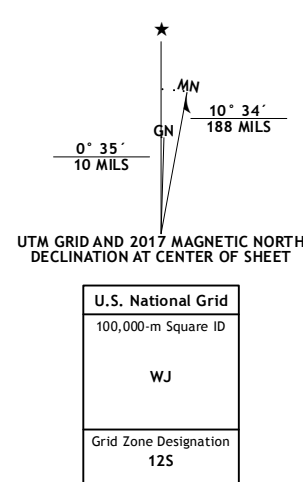 ★
MN
GN
10° 34´
188 MILS
0° 35´
10 MILS
UTM GRID AND 2017 MAGNETIC NORTH
DECLINATION AT CENTER OF SHEET
U.S. National Grid
100,000-m Square ID
WJ
Grid Zone Designation
12S